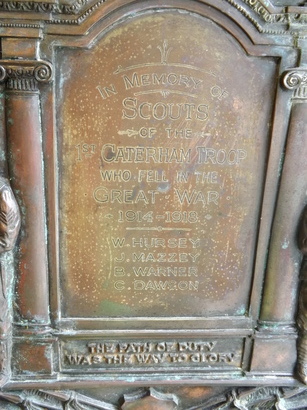 IN MEMORY OF
SCOUTS
OF THE
1ST CATERHAM TROOP
WHO FELL IN THE
GREAT WAR
1914-1918.
W. HURSEY
J. MAZZEY
B. WARNER
C. DAWSON
THE PATH OF DUTY
WAS THE WAY TO GLORY